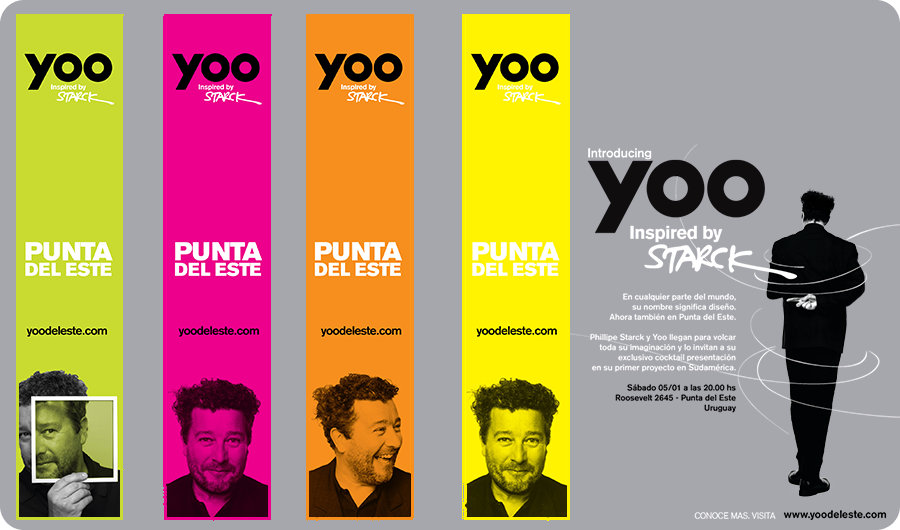 yoo
Inspired by
STARCK
PUNTA
DEL ESTE
yoodeleste.com
yoo
Inspired by
STARCK
PUNTA
DEL ESTE
yoodeleste.com
yoo
Inspired by
STARCK
PUNTA
DEL ESTE
yoodeleste.com
yoo
Inspired by
STARCK
PUNTA
DEL ESTE
yoodeleste.com
Introducing
yoo
Inspired by
STARCK
En cualquier parte del mundo,
su nombre significa diseño.
Ahora también en Punta del Este.
Phillipe Starck y Yoo llegan para volcar
toda su imaginación y lo invitan a su
exclusivo cocktail presentación
en su primer proyecto en Sudamérica.
Sábado 05/01 a las 20.00 hs
Roosevelt 2645 - Punta del Este
Uruguay
CONOCE MAS. VISITA www.yoodeleste.com